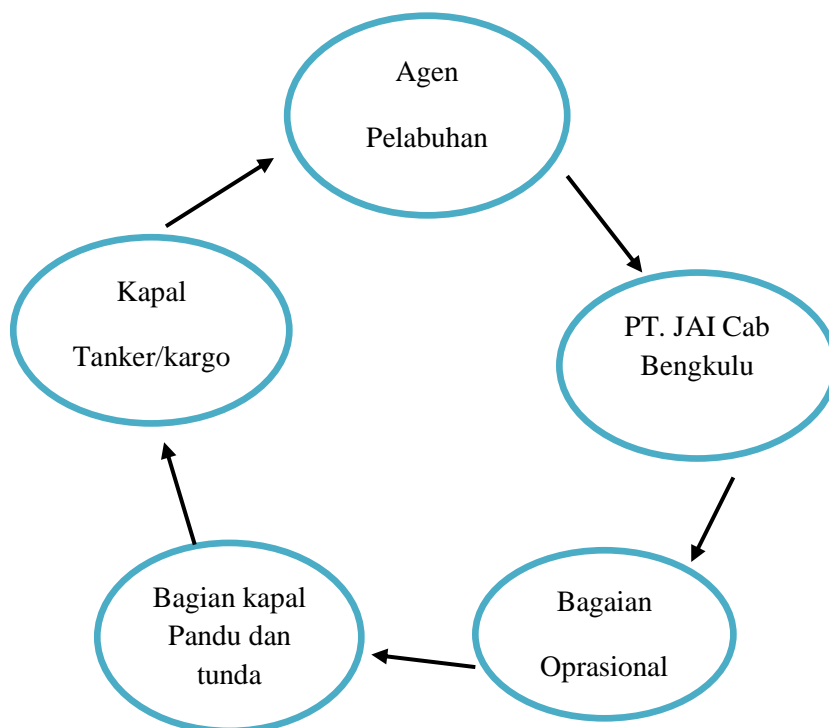 Agen
Pelabuhan
PT. JAI Cab
Bengkulu
Bagaian
Oprasional
Bagian kapal
Pandu dan
tunda
Kapal
Tanker/kargo